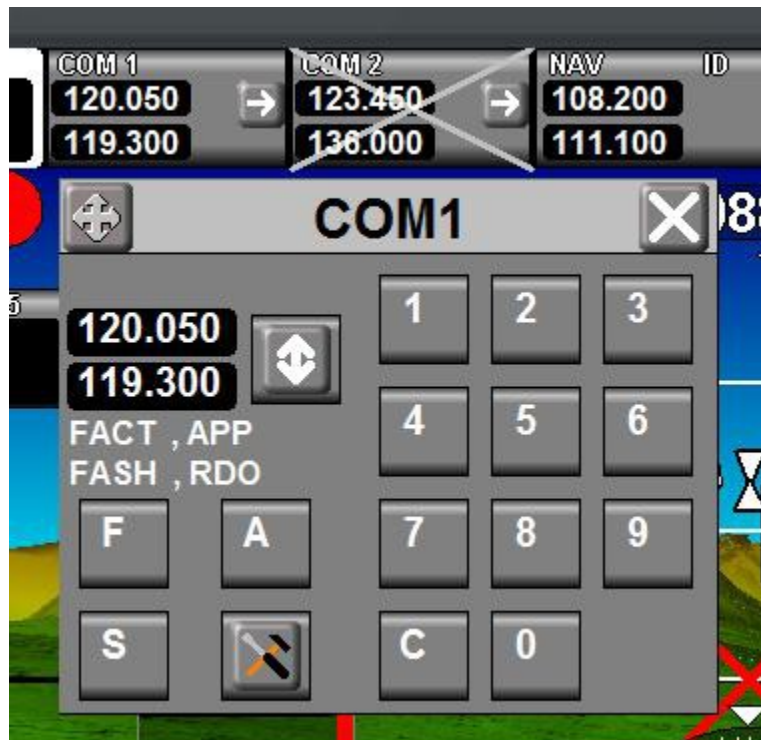 COM 1 COM 2 NAV ID
120.050 123.450 108.200
119.300 136.000 111.100
COM1
120.050
119.300
FACT , APP
FASH , RDO
1 2 3
4 5 6
F A 7 8 9
S C 0